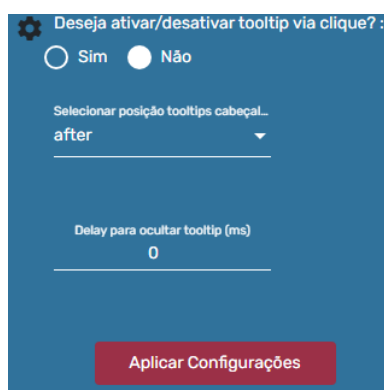 Deseja ativar/desativar tooltip via clique? :
Sim Não
Selecionar posição tooltips cabeçal...
after
Delay para ocultar tooltip (ms)
0
Aplicar Configurações